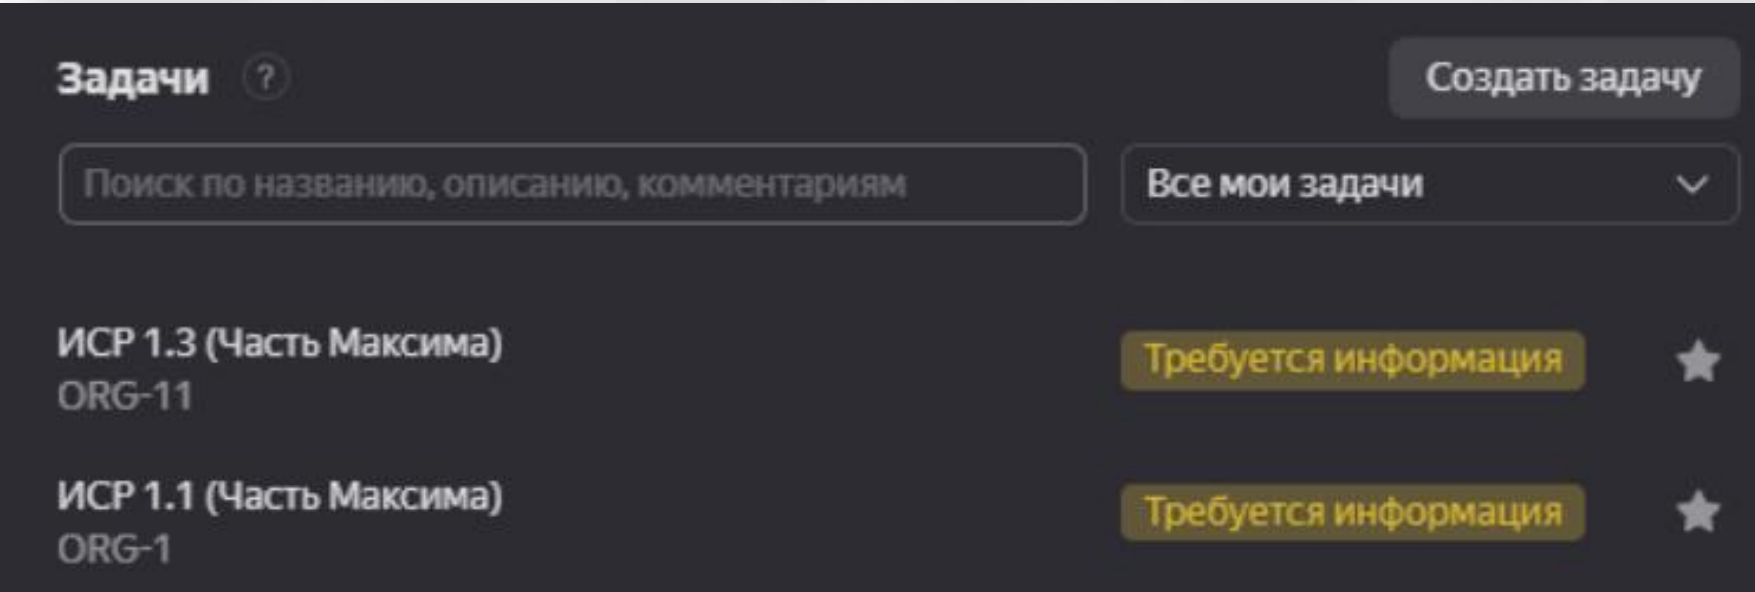 Задачи ?
Создать задачу
Поиск по названию, описанию, комментариям
Все мои задачи
ИСР 1.3 (Часть Максима)
Требуется информация
ORG-11
ИСР 1.1 (Часть Максима)
Требуется информация
ORG-1